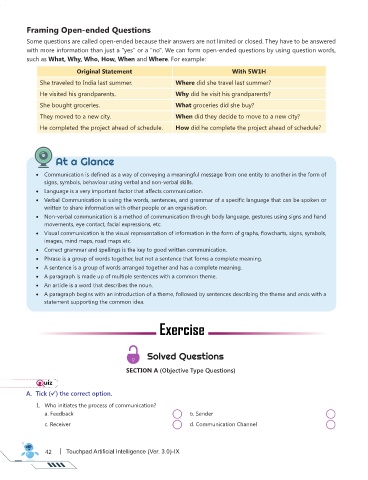 Framing Open-ended Questions
Some questions are called open-ended because their answers are not limited or closed. They have to be answered
with more information than just a "yes" or a "no". We can form open-ended questions by using question words,
such as What, Why, Who, How, When and Where. For example:
Original Statement With 5W1H
She traveled to India last summer. Where did she travel last summer?
He visited his grandparents. Why did he visit his grandparents?
She bought groceries. What groceries did she buy?
They moved to a new city. When did they decide to move to a new city?
He completed the project ahead of schedule. How did he complete the project ahead of schedule?
At a Glance
• Communication is defined as a way of conveying a meaningful message from one entity to another in the form of
signs, symbols, behaviour using verbal and non-verbal skills.
• Language is a very important factor that affects communication.
• Verbal Communication is using the words, sentences, and grammar of a specific language that can be spoken or
written to share information with other people or an organisation.
• Non-verbal communication is a method of communication through body language, gestures using signs and hand
movements, eye contact, facial expressions, etc.
• Visual communication is the visual representation of information in the form of graphs, flowcharts, signs, symbols,
images, mind maps, road maps etc.
• Correct grammar and spellings is the key to good written communication.
• Phrase is a group of words together, but not a sentence that forms a complete meaning.
• A sentence is a group of words arranged together and has a complete meaning.
• A paragraph is made up of multiple sentences with a common theme.
• An article is a word that describes the noun.
• A paragraph begins with an introduction of a theme, followed by sentences describing the theme and ends with a
statement supporting the common idea.
Exercise
Solved Questions
SECTION A (Objective Type Questions)
Quiz
A. Tick (✓) the correct option.
1. Who initiates the process of communication?
a. Feedback b. Sender
c. Receiver d. Communication Channel
42 | Touchpad Artificial Intelligence (Ver. 3.0)-IX